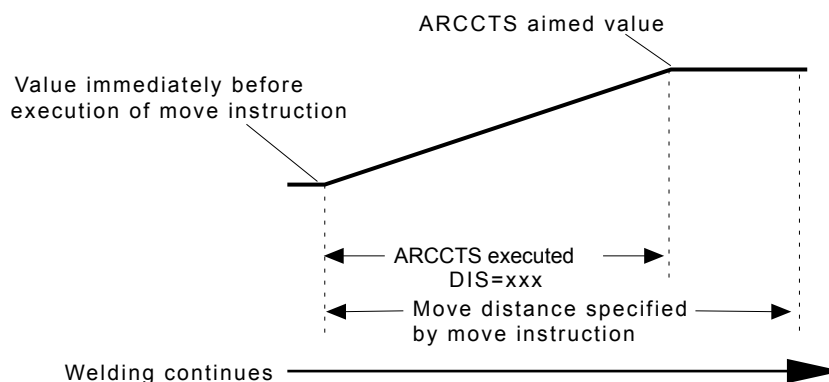 ARCCTS aimed value
Value immediately before
execution of move instruction
ARCCTS executed
DIS=xxx
Move distance specified
by move instruction
Welding continues